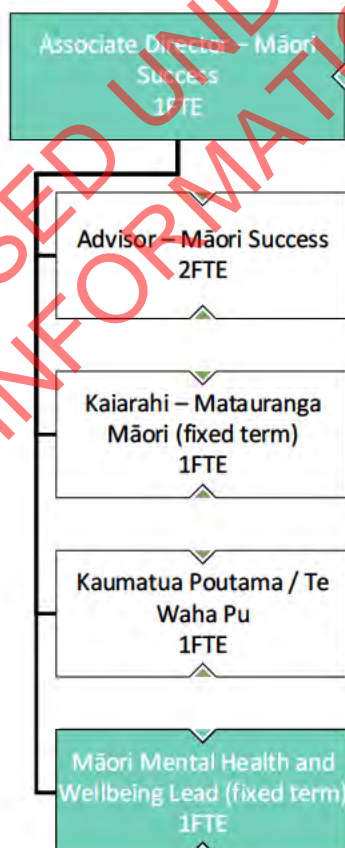 Associate Director – Māori
Success
1FTE
Advisor – Māori Success
2FTE
Kaiarahi – Matauranga
Māori (fixed term)
1FTE
Kaumatua Poutama / Te
Waha Pu
1FTE
Māori Mental Health and
Wellbeing Lead (fixed term)
1FTE